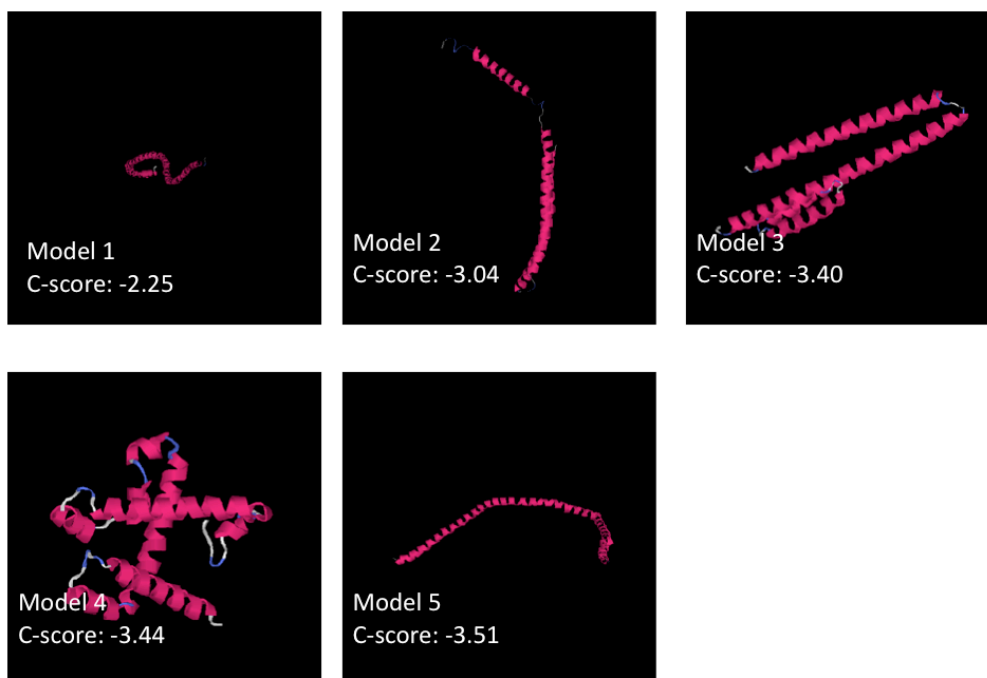 Model 1
C-score: -2.25
Model 2
C-score: -3.04
Model 3
C-score: -3.40
Model 4
C-score: -3.44
Model 5
C-score: -3.51